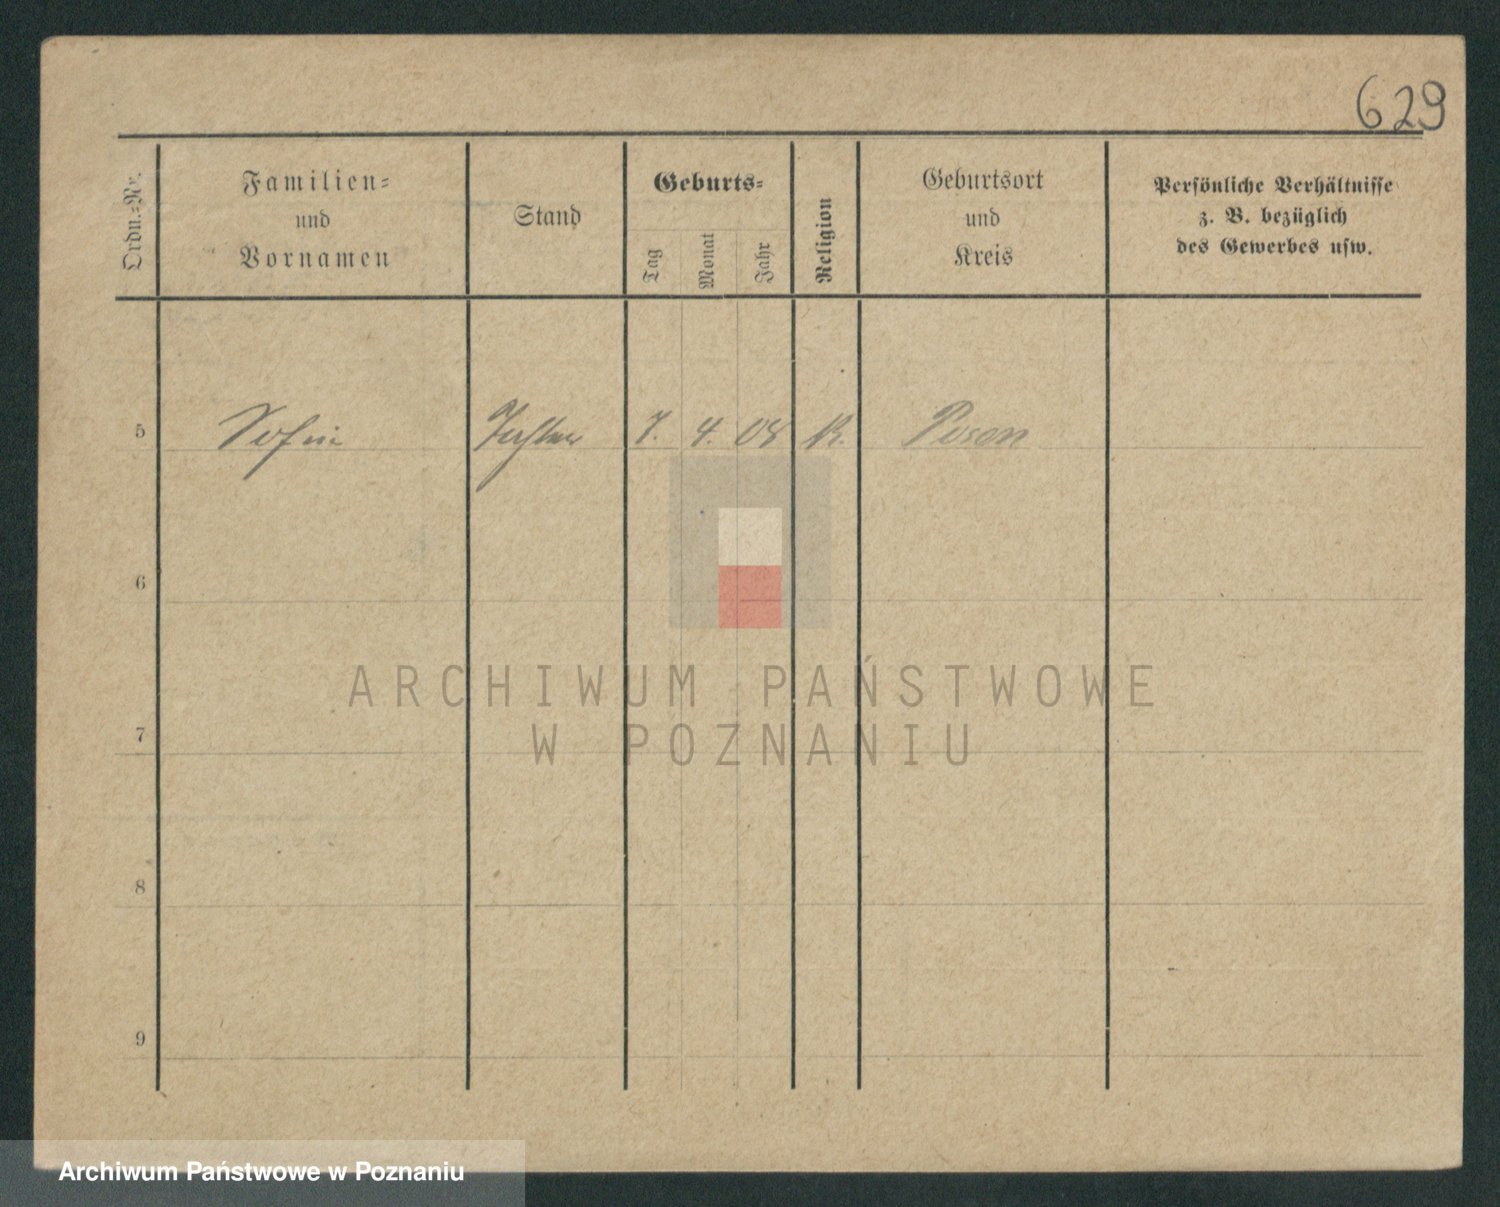 629
Ordn.=Nr.
Familien=
und
Vornamen
Stand
Geburts=
Tag
Monat
Jahr
Religion
Geburtsort
und
Kreis
Persönliche Verhältnisse
z. B. bezüglich
des Gewerbes usw.
5 Sofie Tochter 7. 4. 08 K. Posen
6
7
8
9
ARCHIWUM PAŃSTWOWE
W POZNANIU
Archiwum Państwowe w Poznaniu